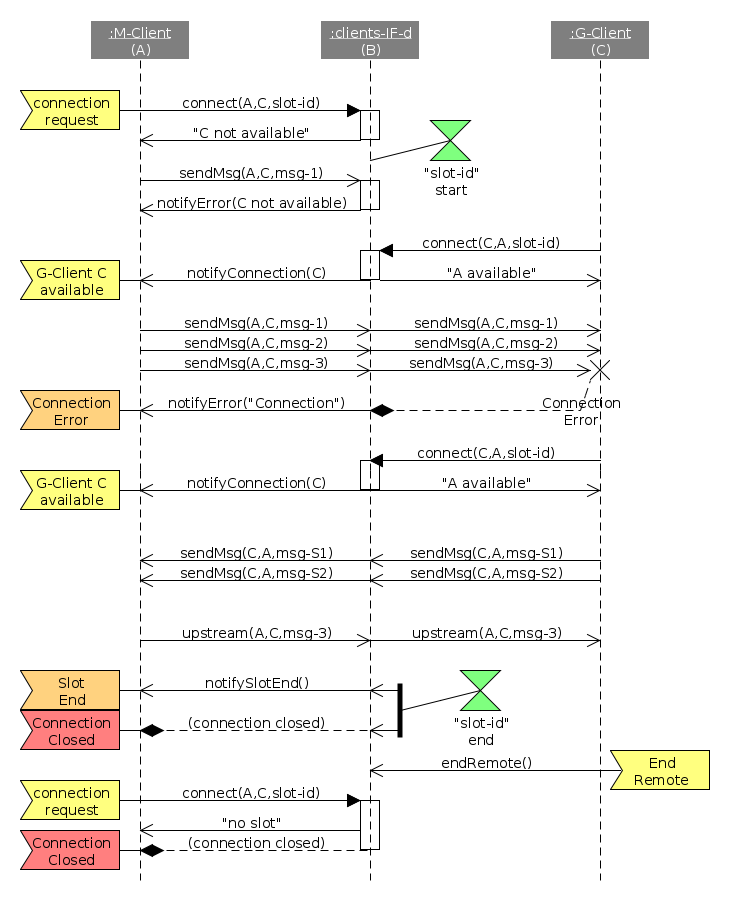 :M-Client
(A)
:clients-IF-d
(B)
:G-Client
(C)
connection
request
connect(A,C,slot-id)
"C not available"
"slot-id"
start
sendMsg(A,C,msg-1)
notifyError(C not available)
connect(C,A,slot-id)
G-Client C
available
notifyConnection(C)
"A available"
sendMsg(A,C,msg-1)
sendMsg(A,C,msg-1)
sendMsg(A,C,msg-2)
sendMsg(A,C,msg-2)
sendMsg(A,C,msg-3)
sendMsg(A,C,msg-3)
Connection
Error
notifyError("Connection")
Connection
Error
connect(C,A,slot-id)
G-Client C
available
notifyConnection(C)
"A available"
sendMsg(C,A,msg-S1)
sendMsg(C,A,msg-S1)
sendMsg(C,A,msg-S2)
sendMsg(C,A,msg-S2)
upstream(A,C,msg-3)
upstream(A,C,msg-3)
Slot
End
notifySlotEnd()
"slot-id"
end
Connection
Closed
(connection closed)
endRemote()
End
Remote
connection
request
connect(A,C,slot-id)
"no slot"
Connection
Closed
(connection closed)